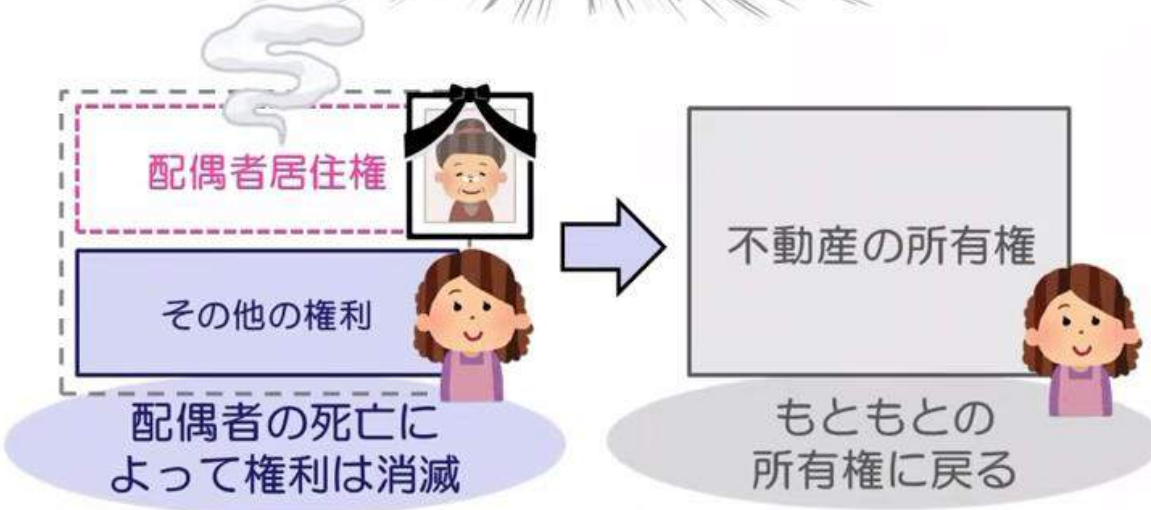 配偶者居住権
その他の権利
配偶者の死亡に
よって権利は消滅
不動産の所有権
もともとの
所有権に戻る